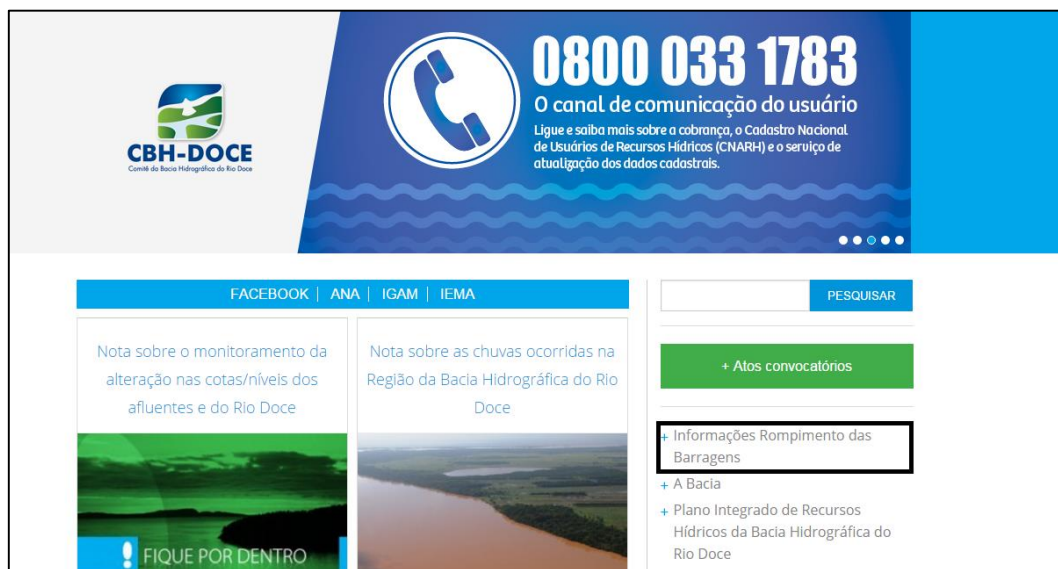 0800 033 1783
O canal de comunicação do usuário
Ligue e saiba mais sobre a cobrança, o Cadastro Nacional
de Usuários de Recursos Hídricos (CNARH) e o serviço de
atualização dos dados cadastrais.
CBH-DOCE
Comitê da Bacia Hidrográfica do Rio Doce
FACEBOOK | ANA | IGAM | IEMA
PESQUISAR
Nota sobre o monitoramento da
alteração nas cotas/níveis dos
afluentes e do Rio Doce
! FIQUE POR DENTRO
Nota sobre as chuvas ocorridas na
Região da Bacia Hidrográfica do Rio
Doce
+ Atos convocatórios
+ Informações Rompimento das
Barragens
+ A Bacia
+ Plano Integrado de Recursos
Hídricos da Bacia Hidrográfica do
Rio Doce